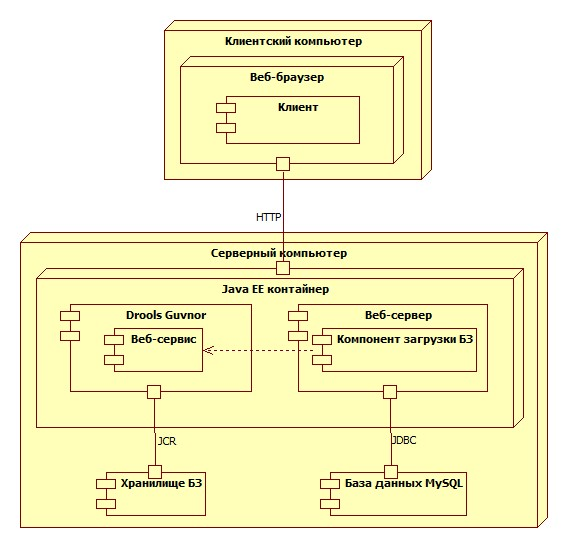 Клиентский компьютер
Веб-браузер
Клиент
HTTP
Серверный компьютер
Java EE контайнер
Drools Guvnor
Веб-сервер
Веб-сервис
Компонент загрузки БЗ
JCR
JDBC
Хранилище БЗ
База данных MySQL